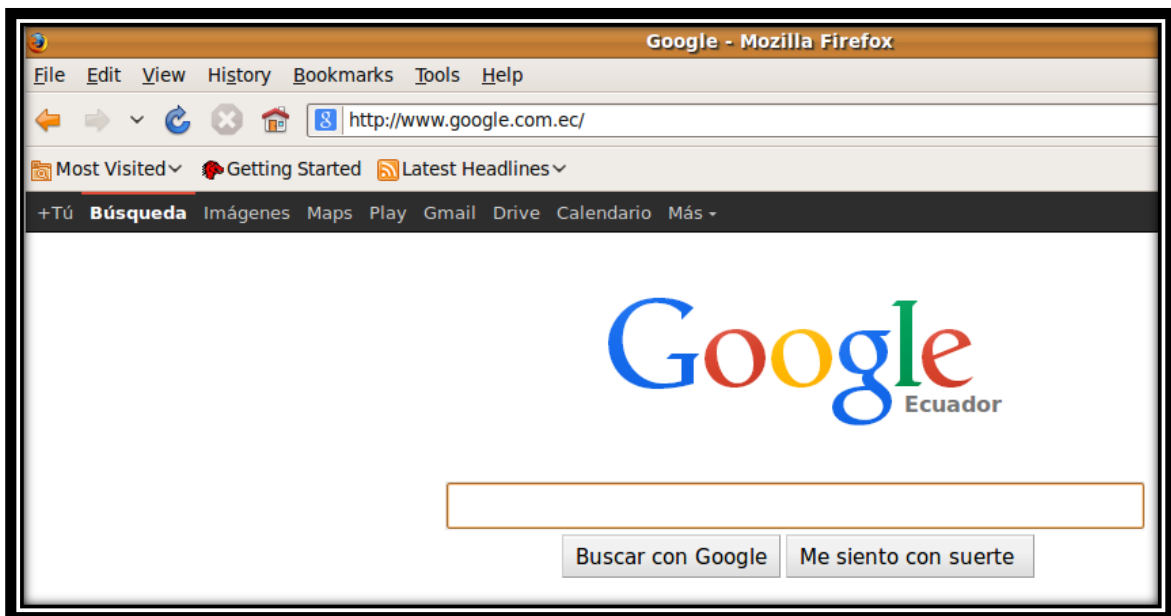 Google - Mozilla Firefox
File Edit View History Bookmarks Tools Help
8 http://www.google.com.ec/
Most Visited Getting Started Latest Headlines
+Tú Búsqueda Imágenes Maps Play Gmail Drive Calendario Más
Google
Ecuador
Buscar con Google Me siento con suerte